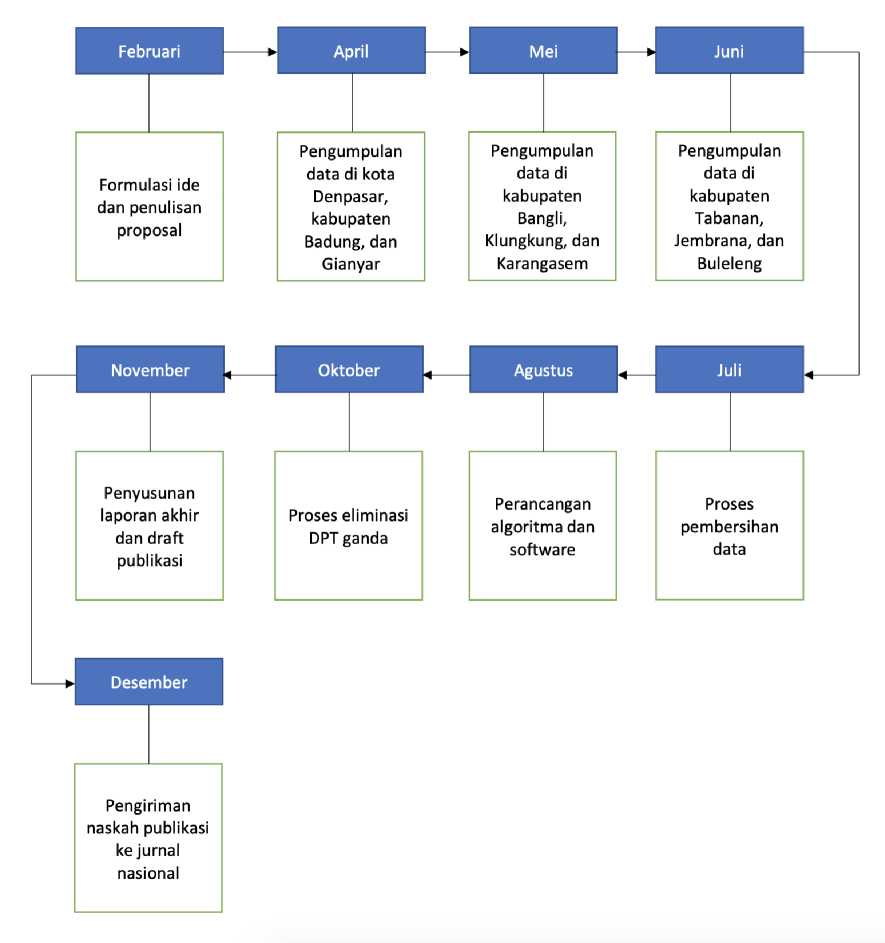 Februari
April
Mei
Juni
Formulasi ide
dan penulisan
proposal
Pengumpulan
data di kota
Denpasar,
kabupaten
Badung, dan
Gianyar
Pengumpulan
data di
kabupaten
Bangli,
Klungkung, dan
Karangasem
Pengumpulan
data di
kabupaten
Tabanan,
Jembrana, dan
Buleleng
Juli
Agustus
Oktober
November
Proses
pembersihan
data
Perancangan
algoritma dan
software
Proses eliminasi
DPT ganda
Penyusunan
laporan akhir
dan draft
publikasi
Desember
Pengiriman
naskah publikasi
ke jurnal
nasional